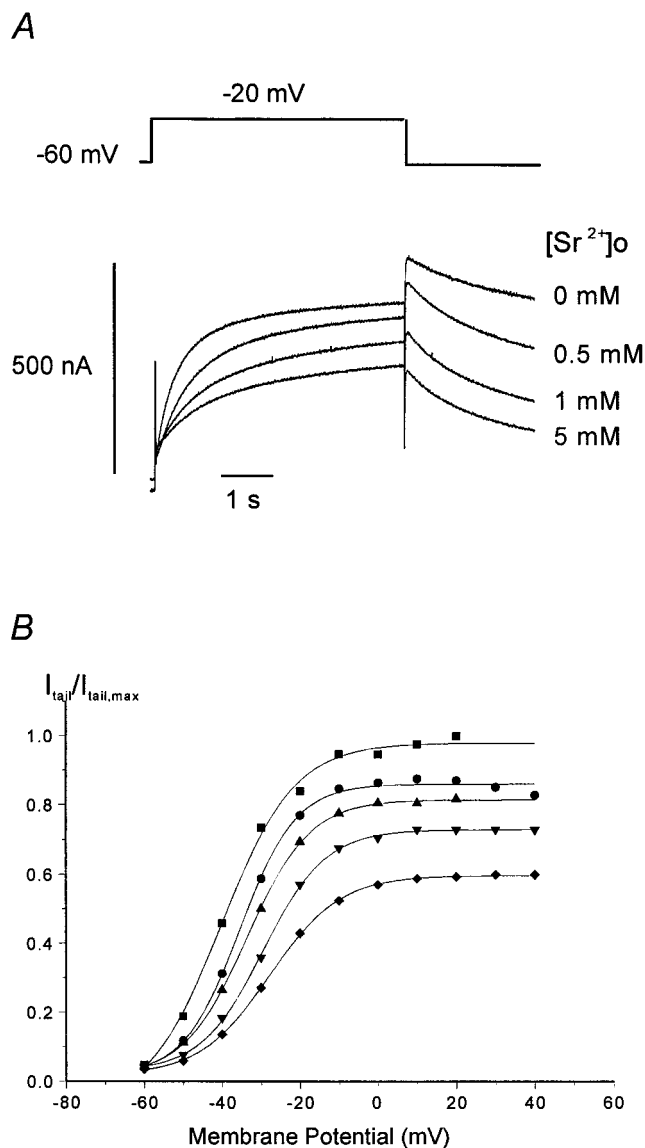 A
-20 mV
-60 mV
[Sr2+]o
0 mM
0.5 mM
1 mM
5 mM
500 nA
1 s
B
Itail/Itail,max
1.0
0.8
0.6
0.4
0.2
0.0
-80 -60 -40 -20 0 20 40 60
Membrane Potential (mV)